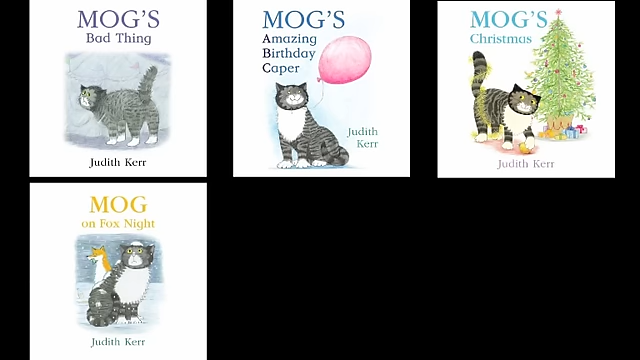 MOG'S
Bad Thing
Judith Kerr
MOG'S
Amazing
Birthday
Caper
Judith
Kerr
MOG'S
Christmas
Judith Kerr
MOG
on Fox Night
Judith Kerr